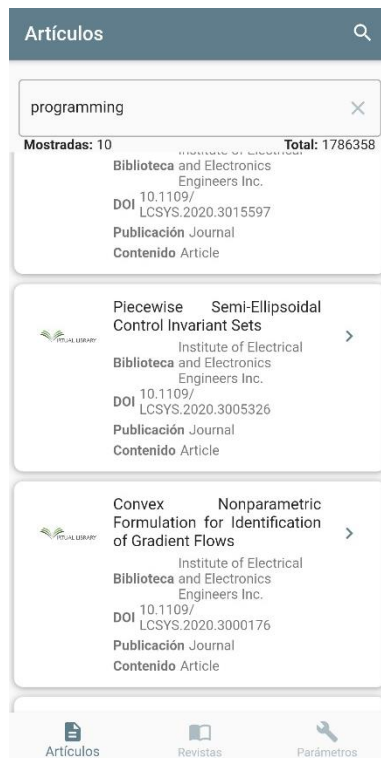 Artículos
programming
Mostradas: 10 Total: 1786358
Institute of Electrical
Biblioteca and Electronics
Engineers Inc.
DOI 10.1109/
LCSYS.2020.3015597
Publicación Journal
Contenido Article
Piecewise Semi-Ellipsoidal
Control Invariant Sets
Institute of Electrical
Biblioteca and Electronics
Engineers Inc.
DOI 10.1109/
LCSYS.2020.3005326
Publicación Journal
Contenido Article
Convex Nonparametric
Formulation for Identification
of Gradient Flows
Institute of Electrical
Biblioteca and Electronics
Engineers Inc.
DOI 10.1109/
LCSYS.2020.3000176
Publicación Journal
Contenido Article
Artículos Revistas Parámetros